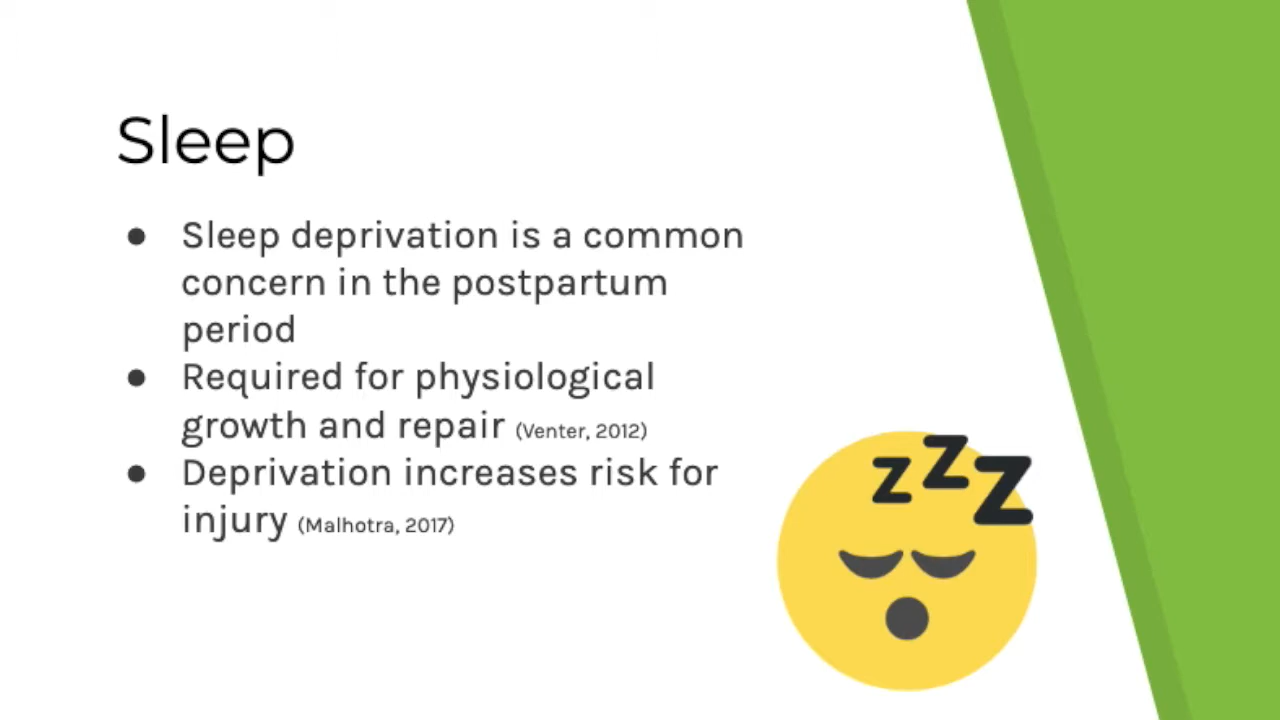 Sleep
● Sleep deprivation is a common
concern in the postpartum
period
● Required for physiological
growth and repair (Venter, 2012)
● Deprivation increases risk for
injury (Malhotra, 2017)
z z z